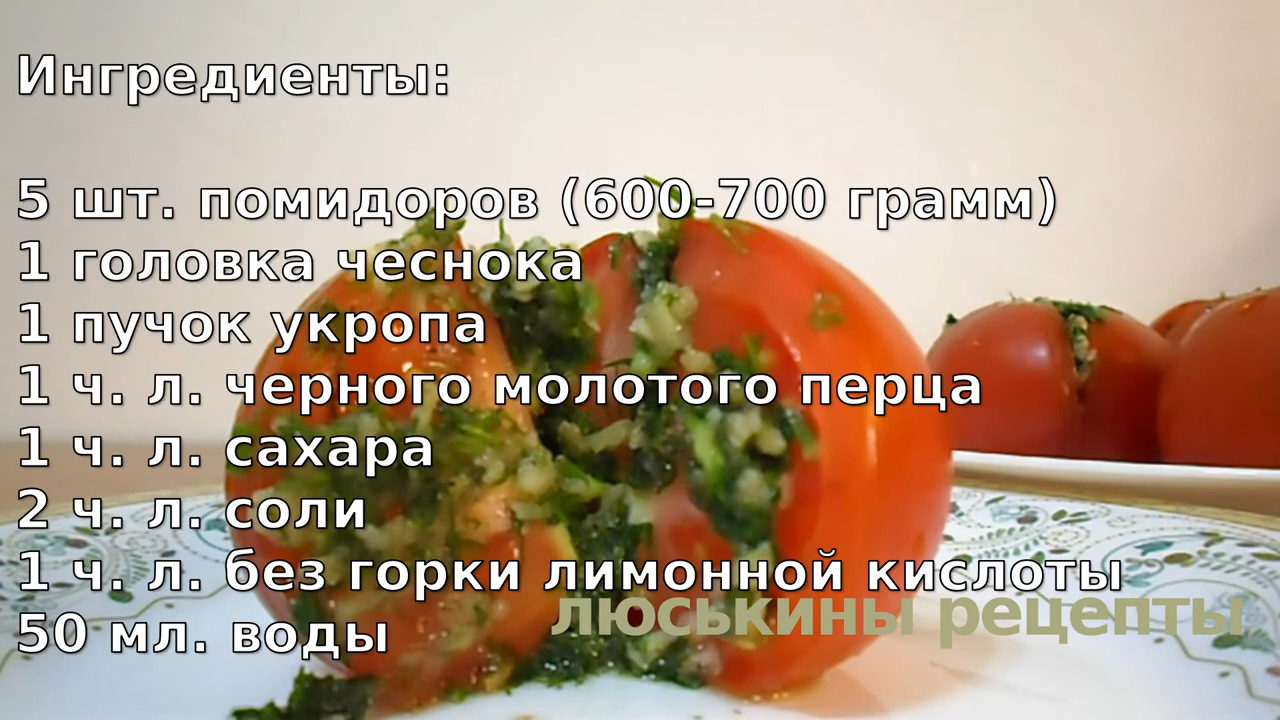 Ингредиенты:
5 шт. помидоров (600-700 грамм)
1 головка чеснока
1 пучок укропа
1 ч. л. черного молотого перца
1 ч. л. сахара
2 ч. л. соли
1 ч. л. без горки лимонной кислоты
50 мл. воды
люськины рецепты